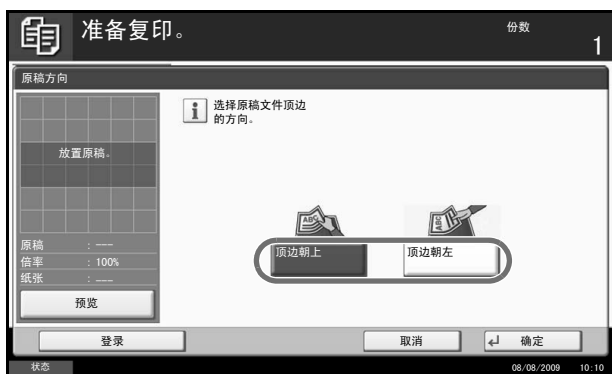 准备复印。
份数
1
原稿方向
放置原稿。
选择原稿文件顶边
的方向。
ABC
ABC
顶边朝上
顶边朝左
原稿 : ---
倍率 : 100%
纸张 : ---
预览
登录
取消
确定
状态
08/08/2009 10:10